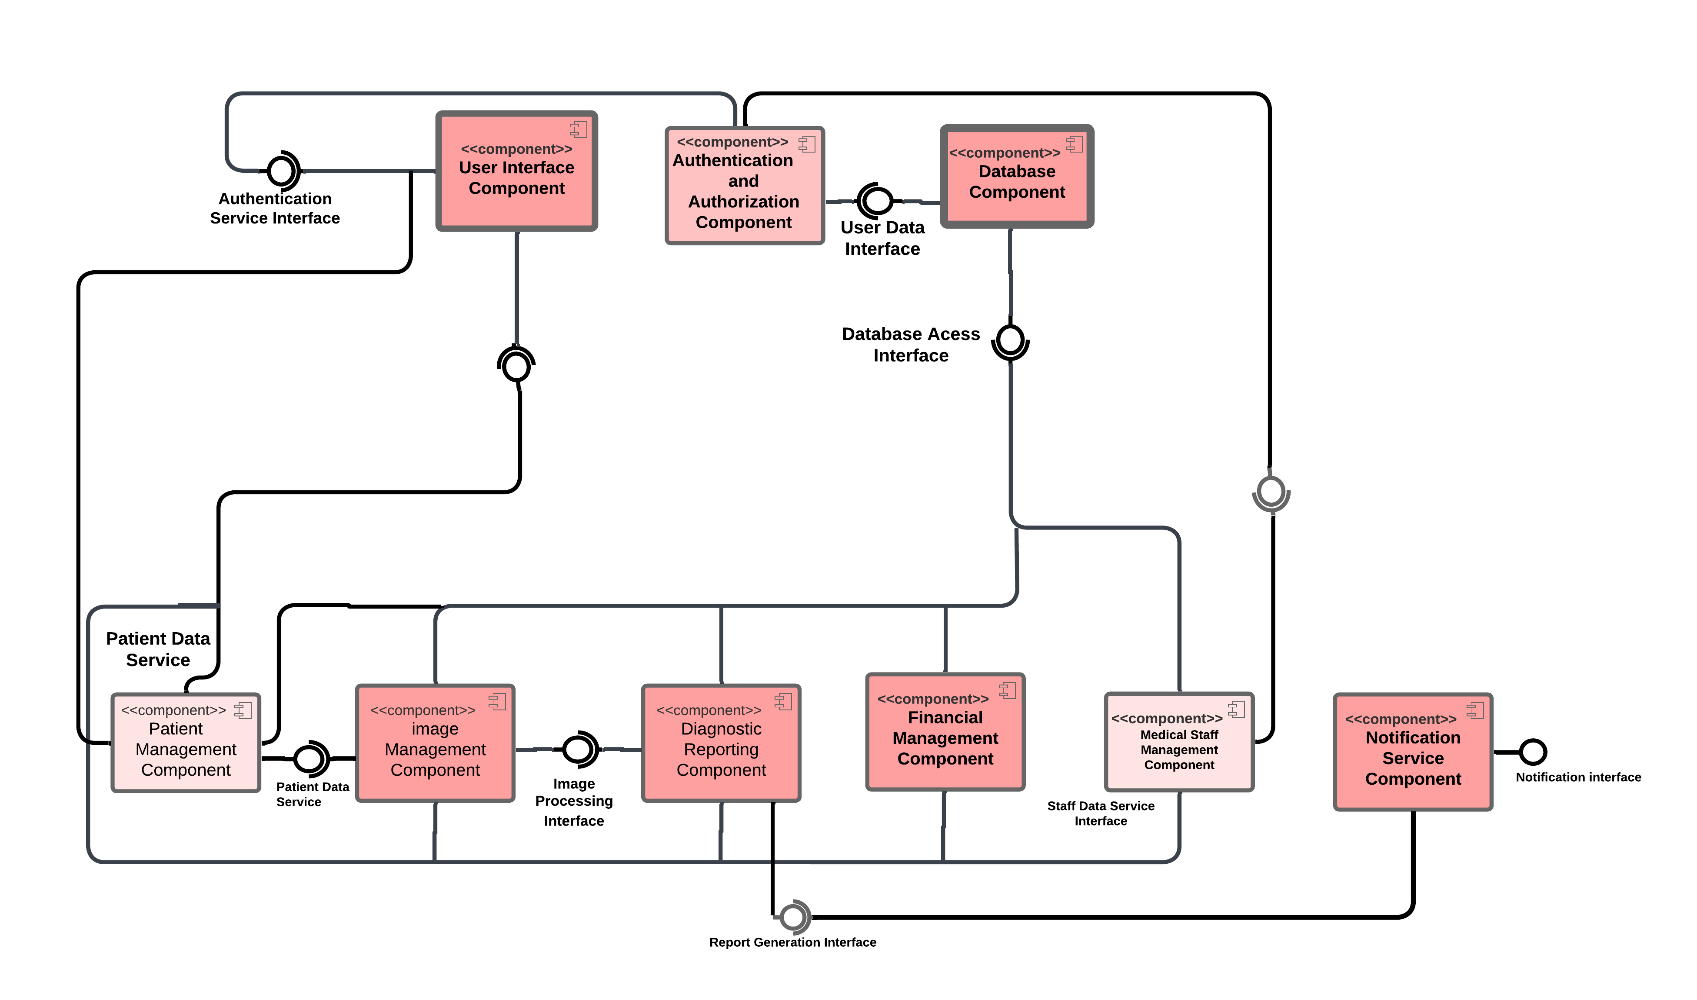 <<component>>
User Interface
Component
<<component>>
Authentication
and
Authorization
Component
<<component>>
Database
Component
Authentication
Service Interface
User Data
Interface
Database Acess
Interface
Patient Data
Service
<<component>>
Patient
Management
Component
Patient Data
Service
<<component>>
image
Management
Component
Image
Processing
Interface
<<component>>
Diagnostic
Reporting
Component
<<component>>
Financial
Management
Component
<<component>>
Medical Staff
Management
Component
Staff Data Service
Interface
<<component>>
Notification
Service
Component
Notification interface
Report Generation Interface